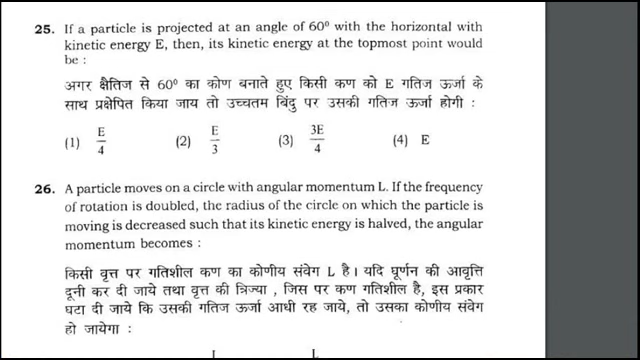 25. If a particle is projected at an angle of 60⁰ with the horizontal with
kinetic energy E, then, its kinetic energy at the topmost point would
be :
अगर क्षैतिज से 60⁰ का कोण बनाते हुए किसी कण को E गतिज ऊर्जा के
साथ प्रक्षेपित किया जाय तो उच्चतम बिंदु पर उसकी गतिज ऊर्जा होगी :
(1) E/4 (2) E/3 (3) 3E/4 (4) E
26. A particle moves on a circle with angular momentum L. If the frequency
of rotation is doubled, the radius of the circle on which the particle is
moving is decreased such that its kinetic energy is halved, the angular
momentum becomes :
किसी वृत्त पर गतिशील कण का कोणीय संवेग L है। यदि घूर्णन की आवृत्ति
दूनी कर दी जाये तथा वृत्त की त्रिज्या , जिस पर कण गतिशील है, इस प्रकार
घटा दी जाये कि उसकी गतिज ऊर्जा आधी रह जाये, तो उसका कोणीय संवेग
हो जायेगा :